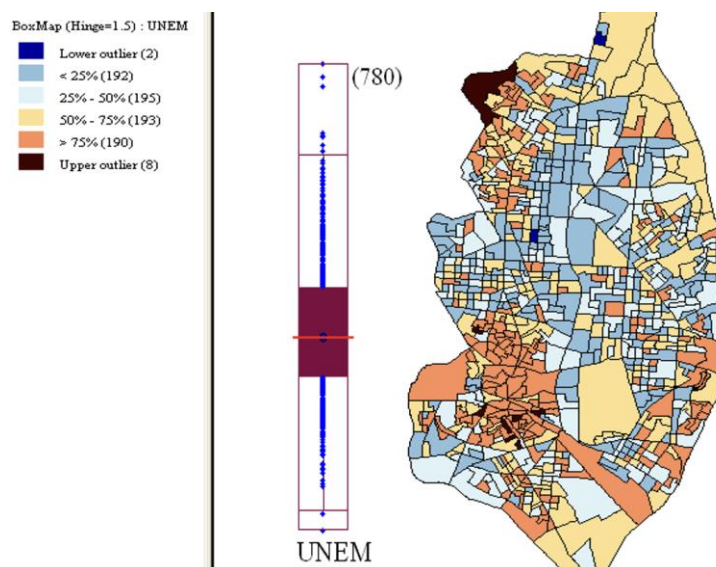 BoxMap (Hinge=1.5) : UNEM
Lower outlier (2)
< 25% (192)
25% - 50% (195)
50% - 75% (193)
> 75% (190)
Upper outlier (8)
(780)
UNEM